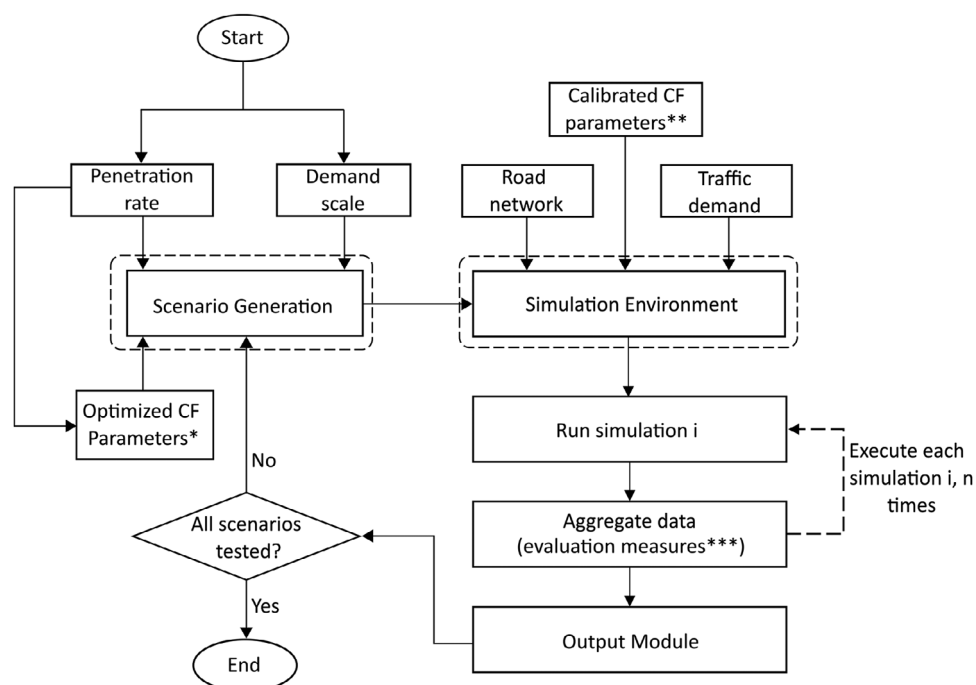 Start
Calibrated CF
parameters**
Penetration
rate
Demand
scale
Road
network
Traffic
demand
Scenario Generation
Simulation Environment
Optimized CF
Parameters*
Run simulation i
Execute each
simulation i, n
times
No
All scenarios
tested?
Aggregate data
(evaluation measures***)
Yes
Output Module
End